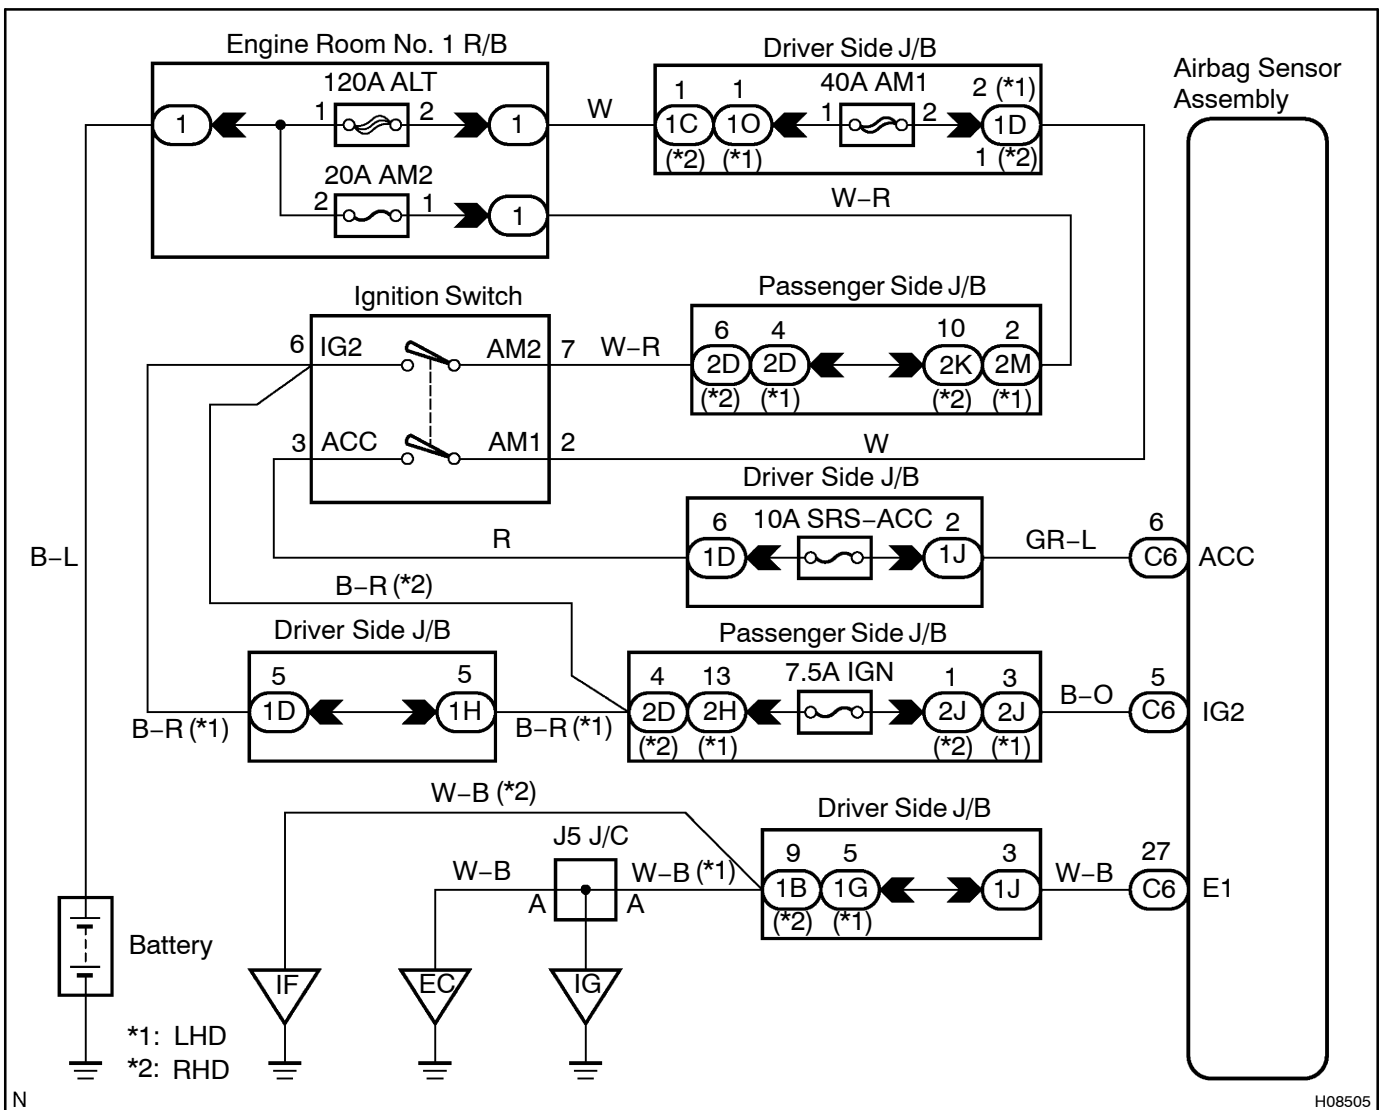 Engine Room No. 1 R/B
Driver Side J/B
Airbag Sensor
Assembly
120A ALT
1 2
1
1
W
1 1
40A AM1
1 2
2 (*1)
1C 1O
1D
(*2) (*1)
1 (*2)
20A AM2
2 1
1
W-R
Ignition Switch
Passenger Side J/B
6 IG2
AM2 7
W-R
6 4
10 2
2D 2D
2K 2M
(*2) (*1)
(*2) (*1)
3 ACC
AM1 2
W
Driver Side J/B
B-L
R
6
10A SRS-ACC
2
1D
1J
GR-L
6
C6
ACC
B-R (*2)
Driver Side J/B
Passenger Side J/B
5 5
1D 1H
B-R (*1)
B-R (*1)
4 13
7.5A IGN
1 3
2D 2H
2J 2J
(*2) (*1)
(*2) (*1)
B-O
5
C6
IG2
W-B (*2)
Driver Side J/B
J5 J/C
W-B
W-B (*1)
A A
9 5
3
1B 1G
1J
(*2) (*1)
W-B
27
C6
E1
Battery
IF
EC
IG
*1: LHD
*2: RHD
N
H08505